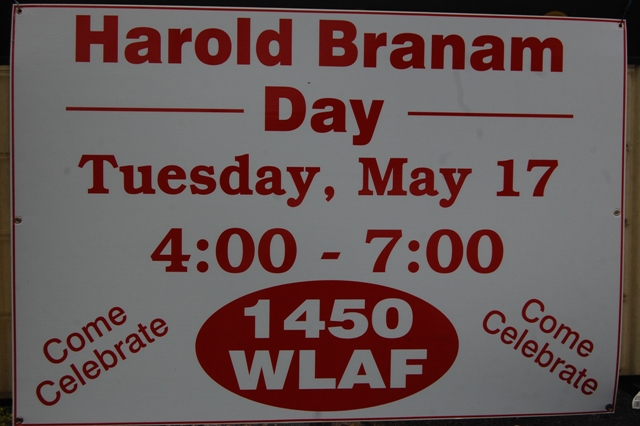 Harold Branam
Day
Tuesday, May 17
4:00 - 7:00
Come
Celebrate
1450
WLAF
Come
Celebrate